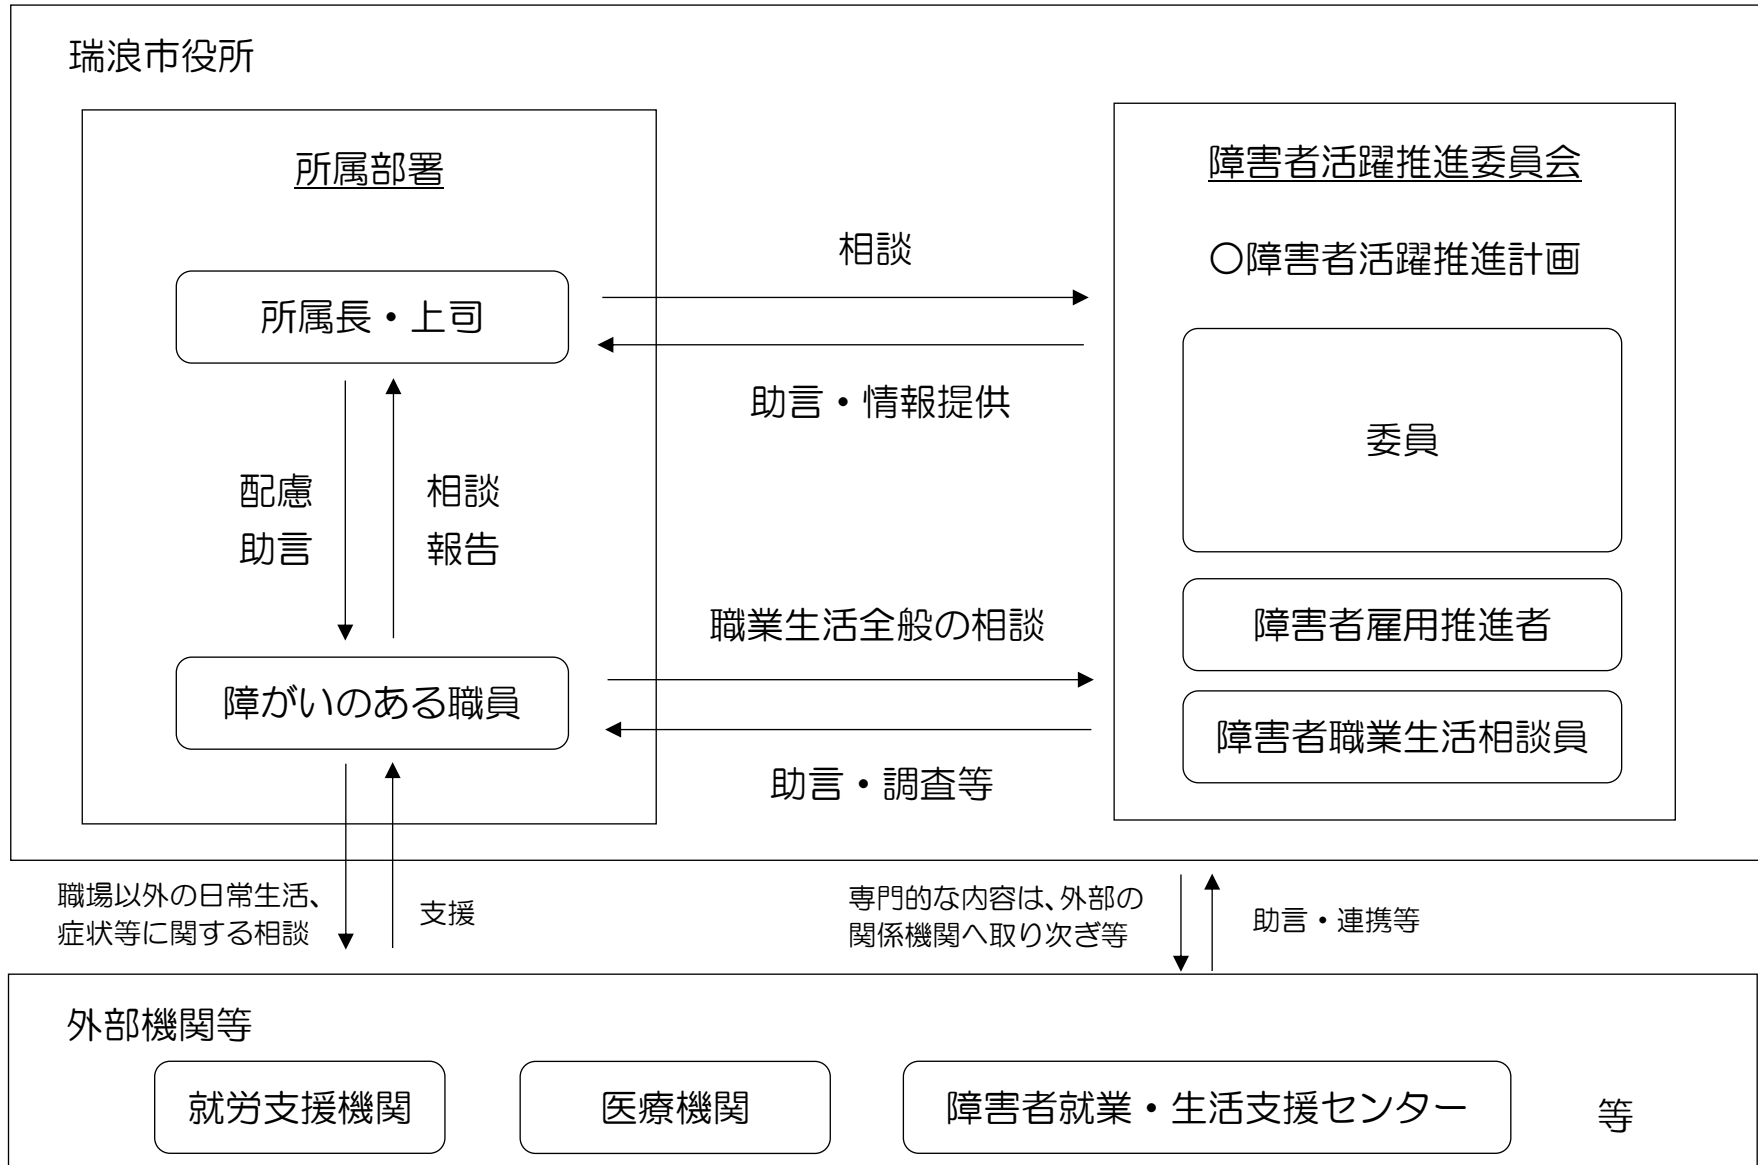 瑞浪市役所
所属部署
所属長・上司
配慮
助言
相談
報告
障がいのある職員
相談
助言・情報提供
職業生活全般の相談
助言・調査等
障害者活躍推進委員会
○障害者活躍推進計画
委員
障害者雇用推進者
障害者職業生活相談員
職場以外の日常生活、
症状等に関する相談
支援
専門的な内容は、外部の
関係機関へ取り次ぎ等
助言・連携等
外部機関等
就労支援機関
医療機関
障害者就業・生活支援センター
等